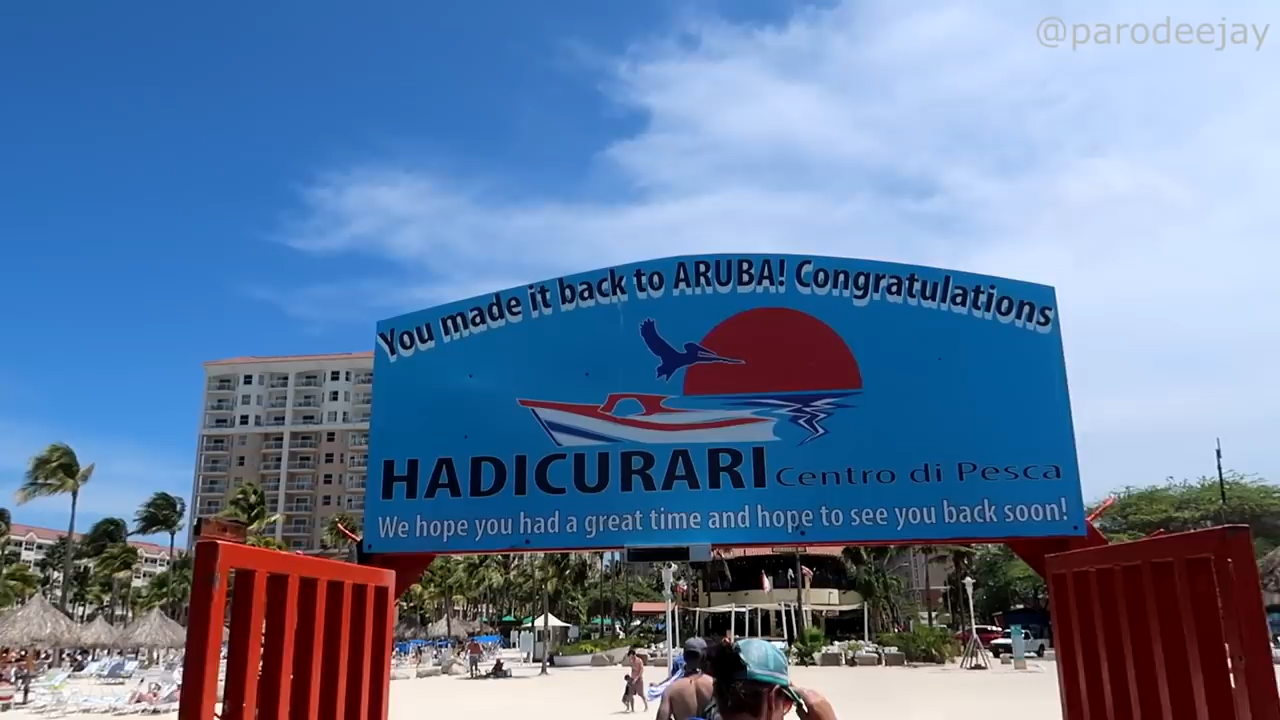 @parodeejay
You made it back to ARUBA! Congratulations
HADICURARI Centro di Pesca
We hope you had a great time and hope to see you back soon!